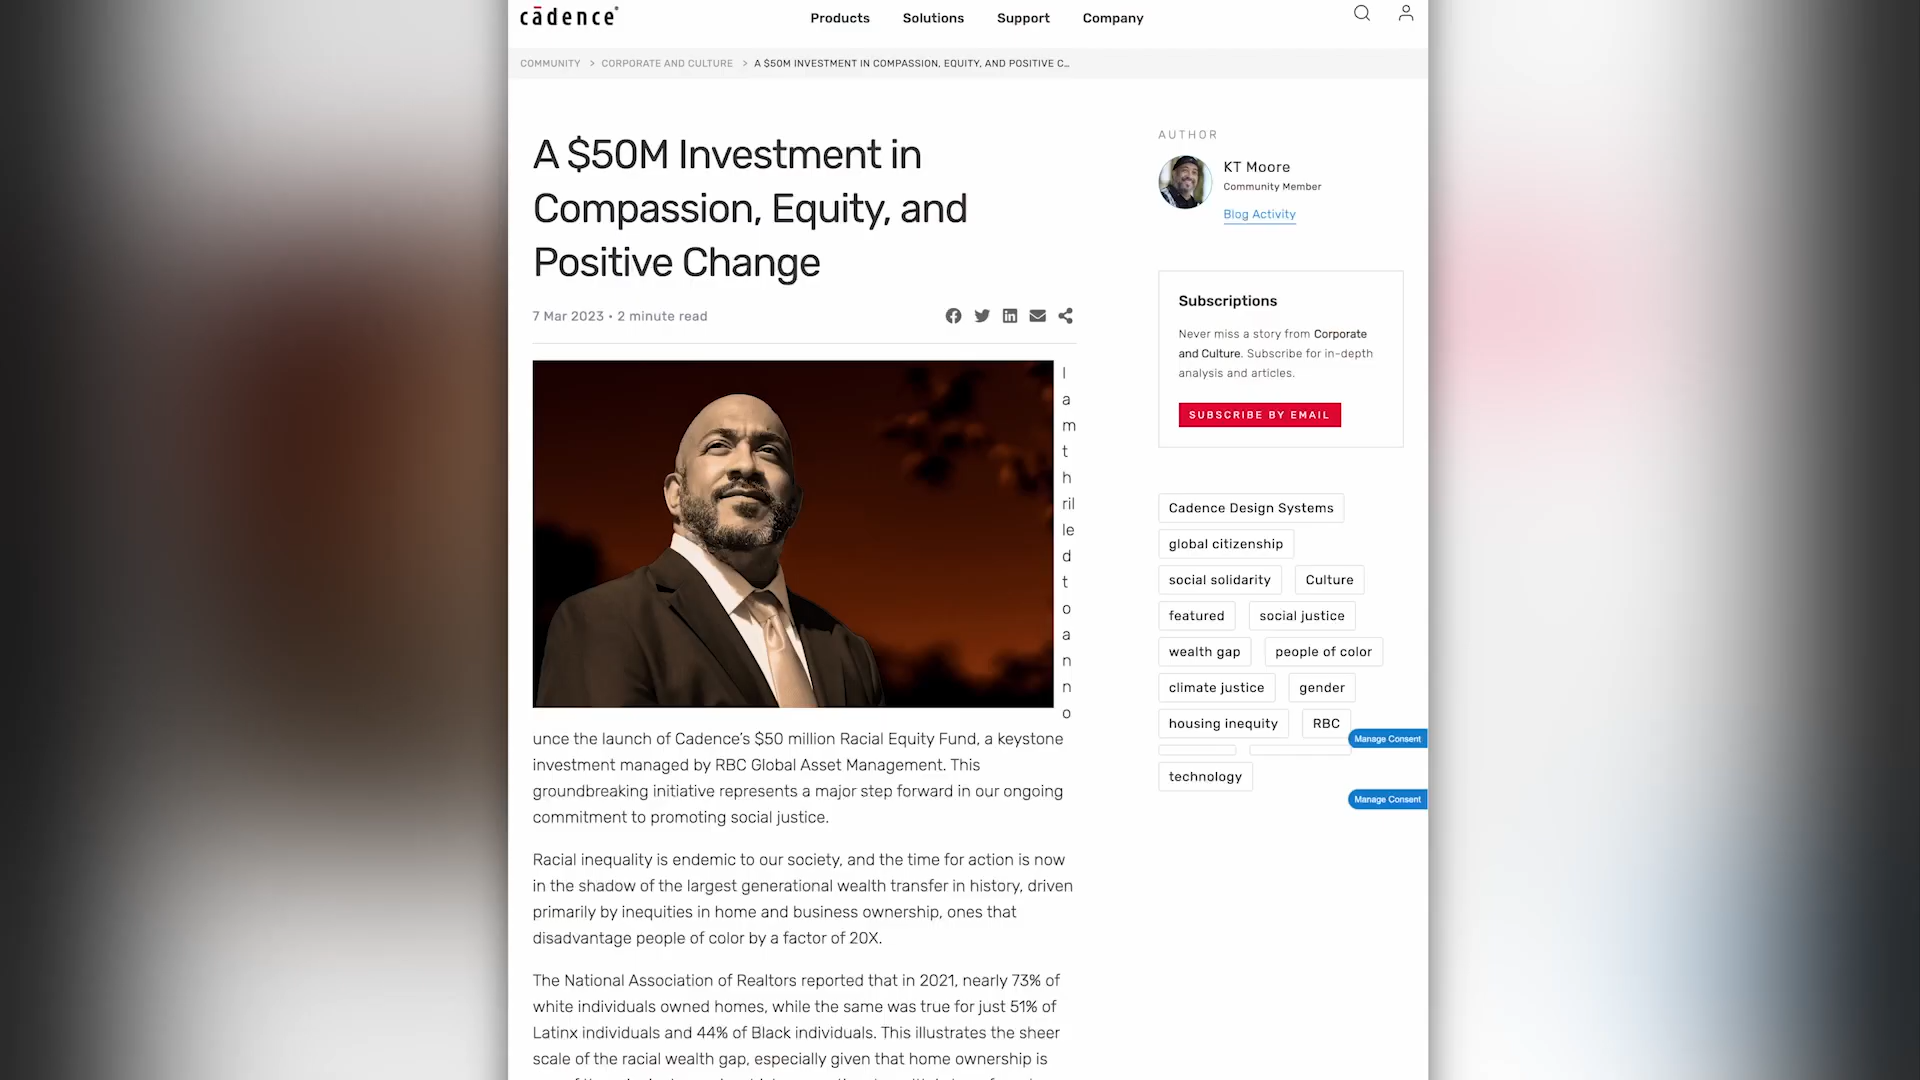 cādence®
Products Solutions Support Company
COMMUNITY > CORPORATE AND CULTURE > A $50M INVESTMENT IN COMPASSION, EQUITY, AND POSITIVE C...
A $50M Investment in
Compassion, Equity, and
Positive Change
7 Mar 2023 • 2 minute read
I
a
m
t
h
ril
le
d
t
o
a
n
n
o
unce the launch of Cadence’s $50 million Racial Equity Fund, a keystone
investment managed by RBC Global Asset Management. This
groundbreaking initiative represents a major step forward in our ongoing
commitment to promoting social justice.
Racial inequality is endemic to our society, and the time for action is now
in the shadow of the largest generational wealth transfer in history, driven
primarily by inequities in home and business ownership, ones that
disadvantage people of color by a factor of 20X.
The National Association of Realtors reported that in 2021, nearly 73% of
white individuals owned homes, while the same was true for just 51% of
Latinx individuals and 44% of Black individuals. This illustrates the sheer
scale of the racial wealth gap, especially given that home ownership is
AUTHOR
KT Moore
Community Member
Blog Activity
Subscriptions
Never miss a story from Corporate
and Culture. Subscribe for in-depth
analysis and articles.
SUBSCRIBE BY EMAIL
Cadence Design Systems
global citizenship
social solidarity Culture
featured social justice
wealth gap people of color
climate justice gender
housing inequity RBC
Manage Consent
technology
Manage Consent